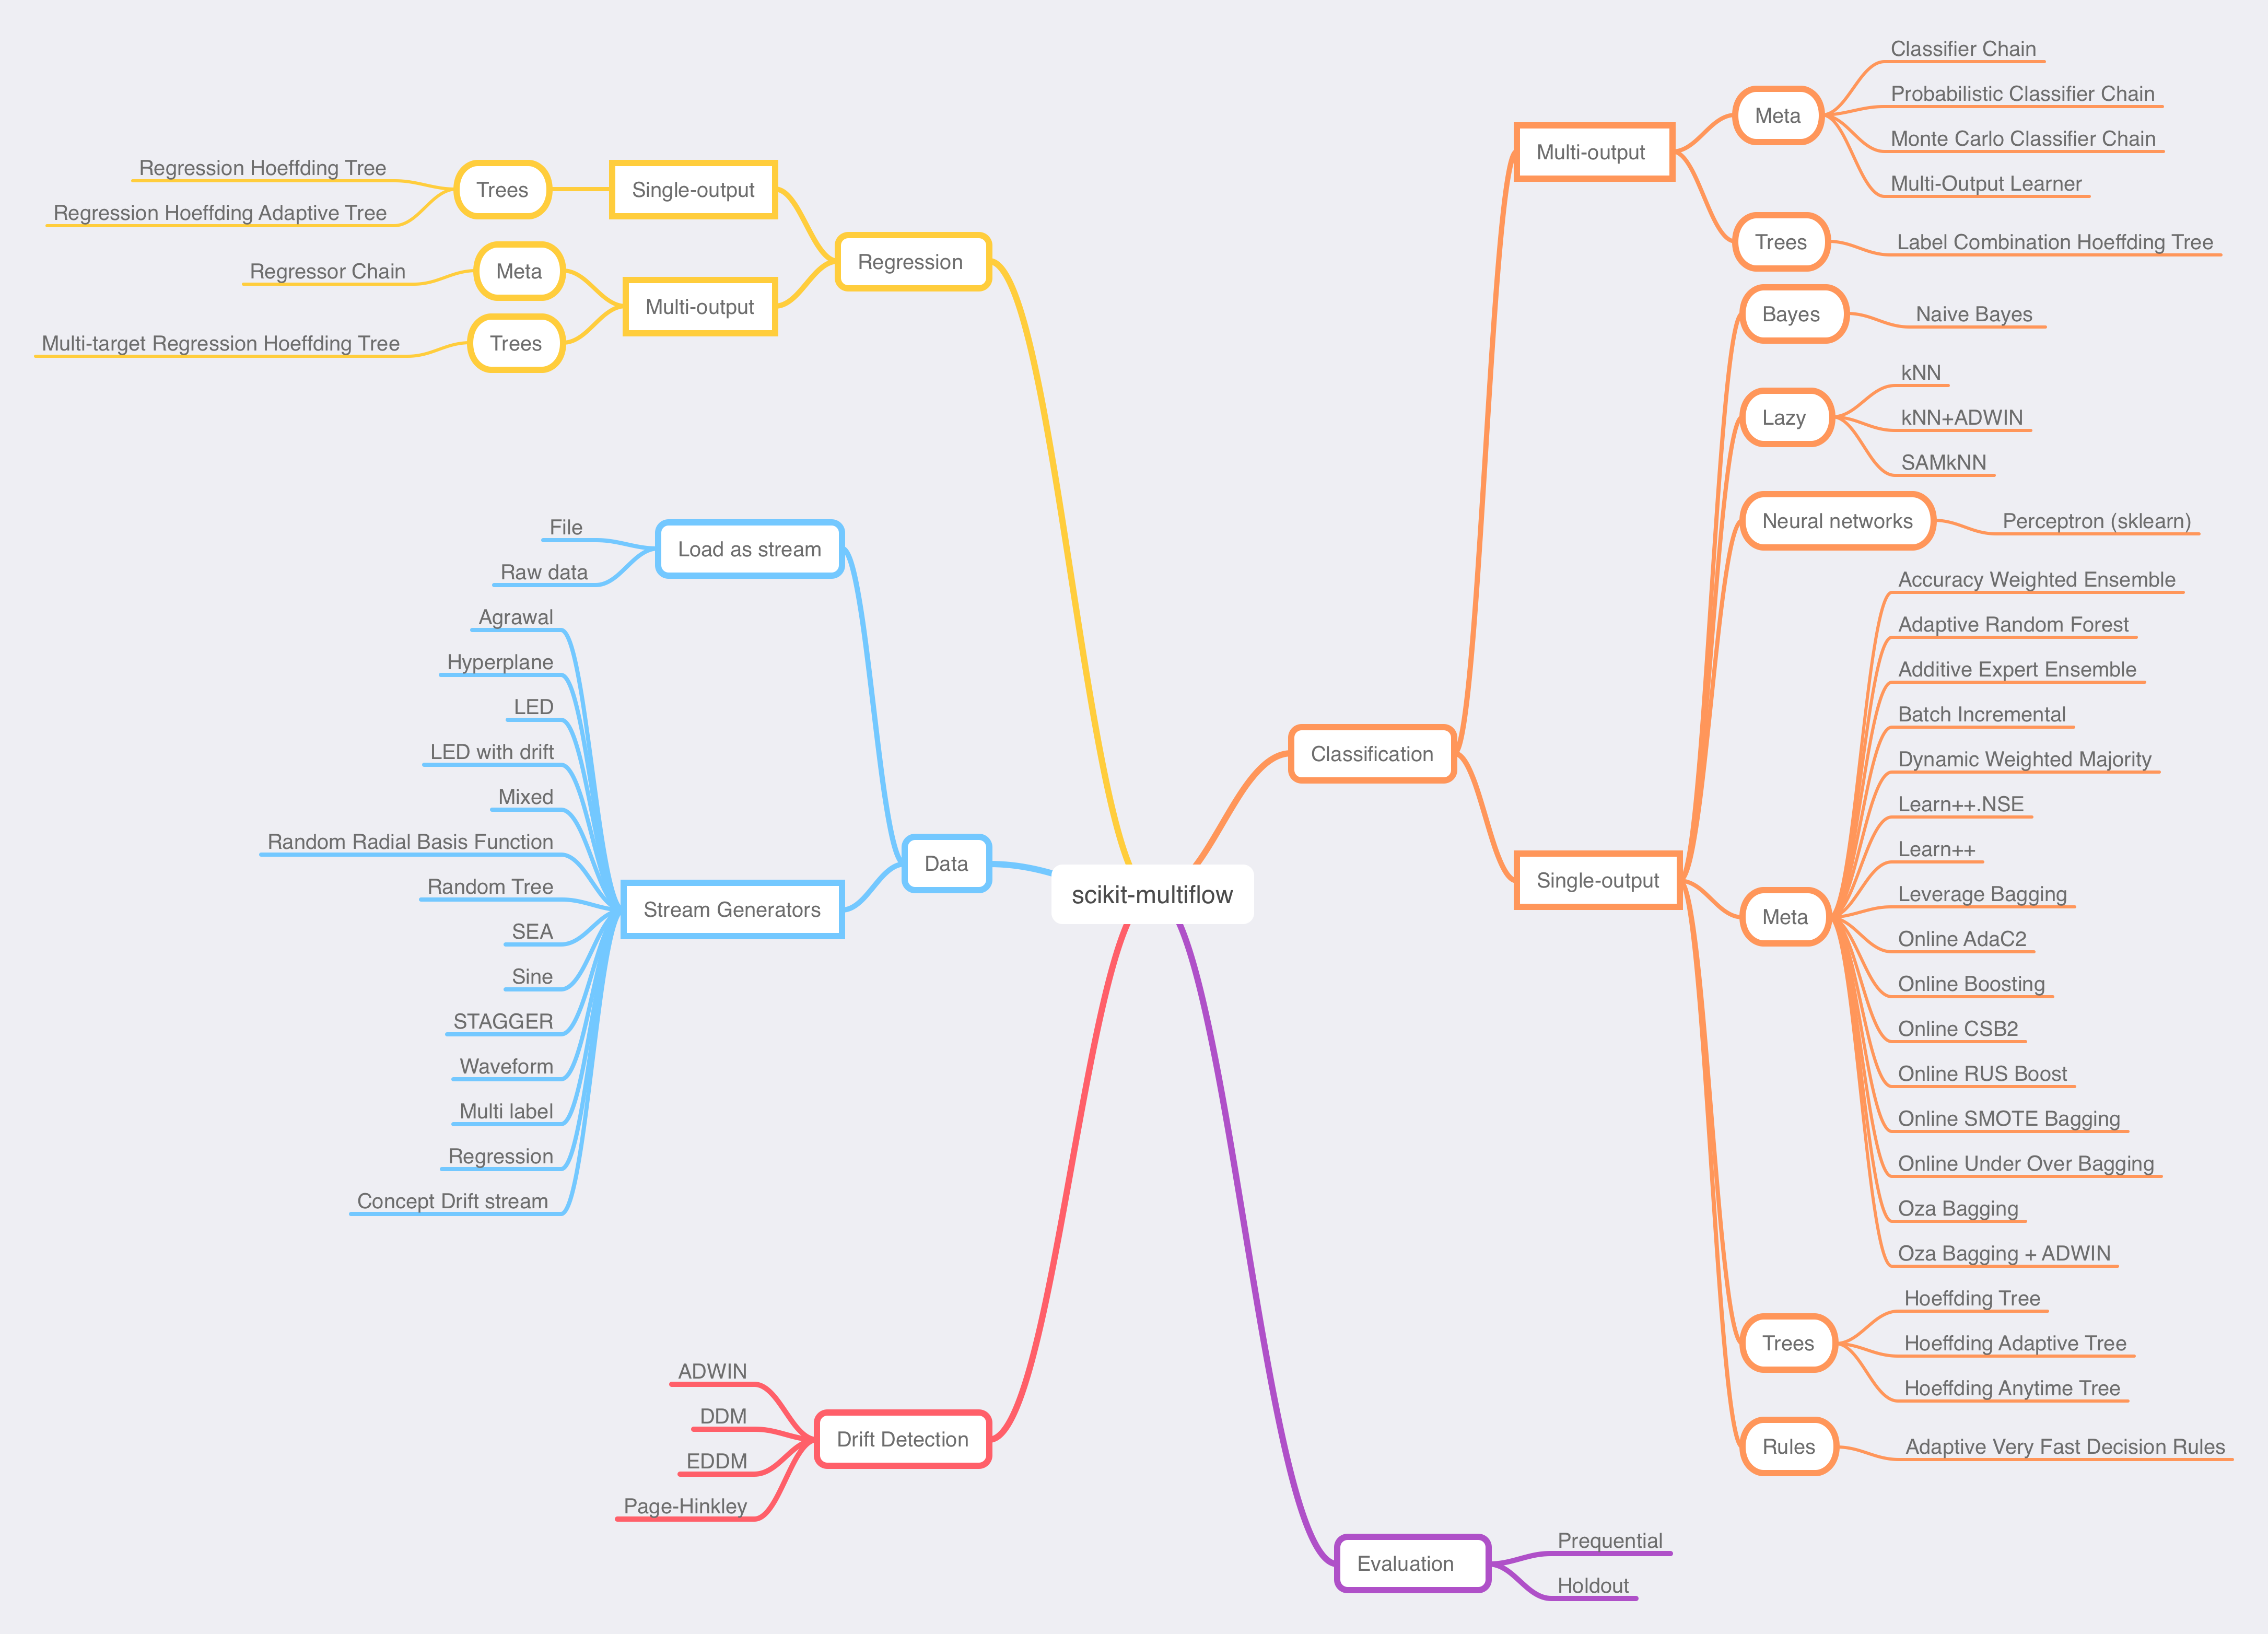 scikit-multiflow
Regression
Single-output
Trees
Regression Hoeffding Tree
Regression Hoeffding Adaptive Tree
Multi-output
Meta
Regressor Chain
Trees
Multi-target Regression Hoeffding Tree
Data
Load as stream
File
Raw data
Stream Generators
Agrawal
Hyperplane
LED
LED with drift
Mixed
Random Radial Basis Function
Random Tree
SEA
Sine
STAGGER
Waveform
Multi label
Regression
Concept Drift stream
Drift Detection
ADWIN
DDM
EDDM
Page-Hinkley
Classification
Multi-output
Meta
Classifier Chain
Probabilistic Classifier Chain
Monte Carlo Classifier Chain
Multi-Output Learner
Trees
Label Combination Hoeffding Tree
Single-output
Bayes
Naive Bayes
Lazy
kNN
kNN+ADWIN
SAMkNN
Neural networks
Perceptron (sklearn)
Meta
Accuracy Weighted Ensemble
Adaptive Random Forest
Additive Expert Ensemble
Batch Incremental
Dynamic Weighted Majority
Learn++.NSE
Learn++
Leverage Bagging
Online AdaC2
Online Boosting
Online CSB2
Online RUS Boost
Online SMOTE Bagging
Online Under Over Bagging
Oza Bagging
Oza Bagging + ADWIN
Trees
Hoeffding Tree
Hoeffding Adaptive Tree
Hoeffding Anytime Tree
Rules
Adaptive Very Fast Decision Rules
Evaluation
Prequential
Holdout